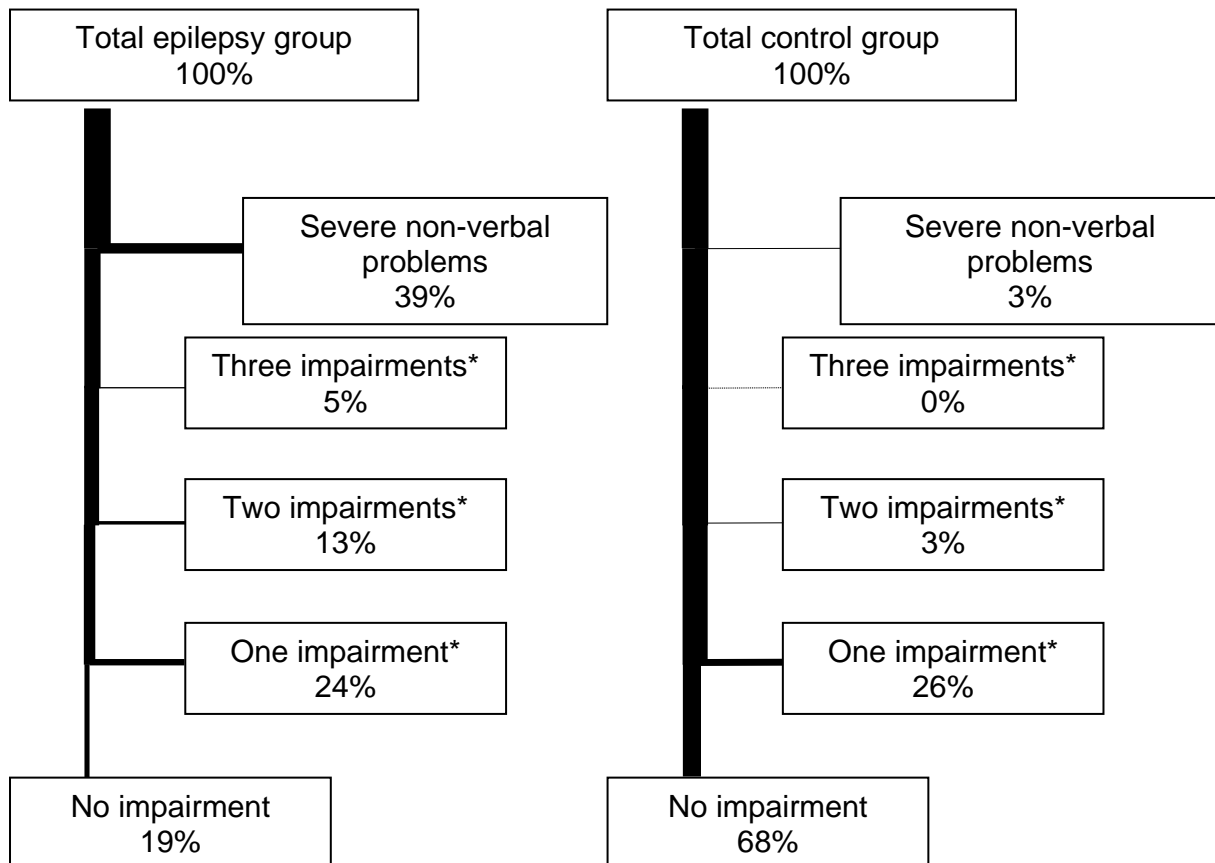 Total epilepsy group
100%
Severe non-verbal
problems
39%
Three impairments*
5%
Two impairments*
13%
One impairment*
24%
No impairment
19%
Total control group
100%
Severe non-verbal
problems
3%
Three impairments*
0%
Two impairments*
3%
One impairment*
26%
No impairment
68%